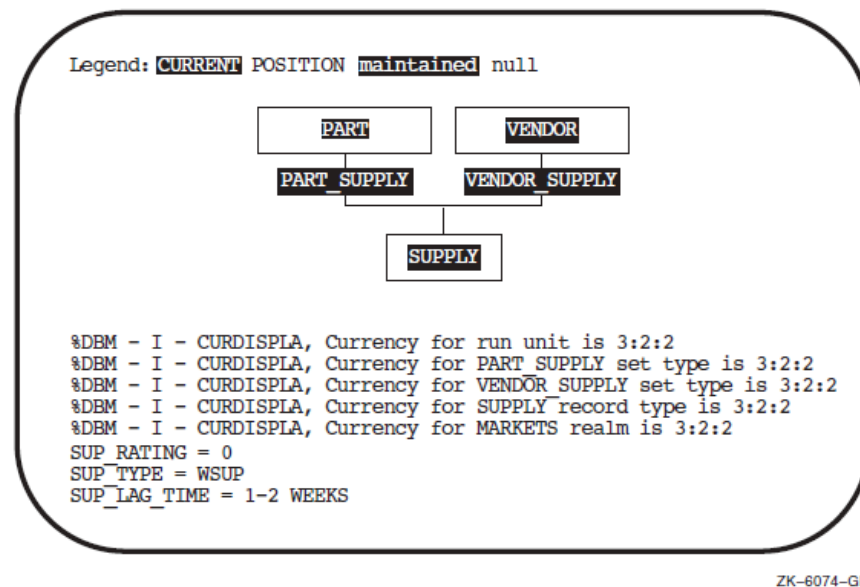 Legend: CURRENT POSITION maintained null
PART VENDOR
PART_SUPPLY VENDOR_SUPPLY
SUPPLY
%DBM - I - CURDISPLA, Currency for run unit is 3:2:2
%DBM - I - CURDISPLA, Currency for PART_SUPPLY set type is 3:2:2
%DBM - I - CURDISPLA, Currency for VENDOR_SUPPLY set type is 3:2:2
%DBM - I - CURDISPLA, Currency for SUPPLY record type is 3:2:2
%DBM - I - CURDISPLA, Currency for MARKETS realm is 3:2:2
SUP_RATING = 0
SUP_TYPE = WSUP
SUP_LAG_TIME = 1-2 WEEKS
ZK-6074-G